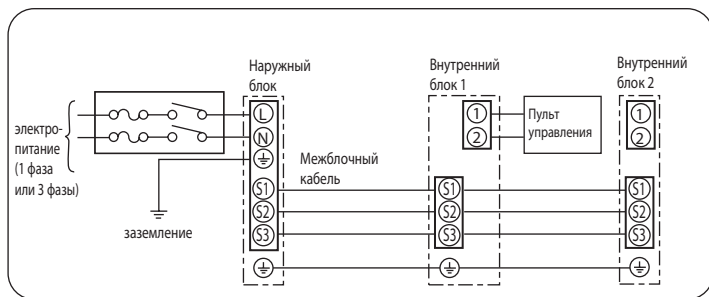 Наружный
блок
Внутренний
блок 1
Внутренний
блок 2
электро-
питание
(1 фаза
или 3 фазы)
L
N
заземление
Межблочный
кабель
S1
S2
S3
1
2
Пульт
управления
S1
S2
S3
1
2
S1
S2
S3